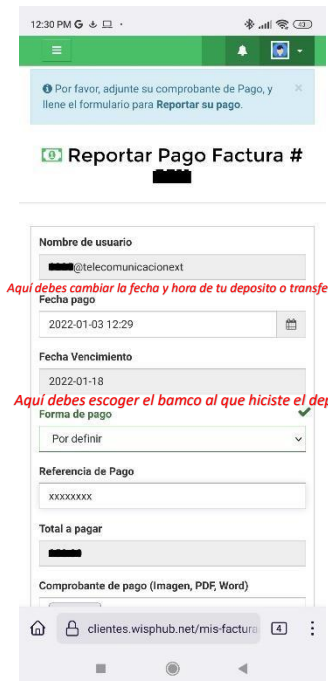 12:30 PM G
43
Por favor, adjunte su comprobante de Pago, y
llene el formulario para Reportar
su pago.
×
Reportar Pago Factura #
Nombre de usuario
@telecomunicacionext
Aquí debes cambiar la fecha y hora de tu deposito o transfe
Fecha pago
2022-01-03 12:29
Fecha Vencimiento
2022-01-18
Aquí debes escoger el bamco al que hiciste el dep
Forma de pago
Por definir
Referencia de Pago
xxxxxxxx
Total a pagar
Comprobante de pago (Imagen, PDF, Word)
clientes.wisphub.net/mis-factura
4